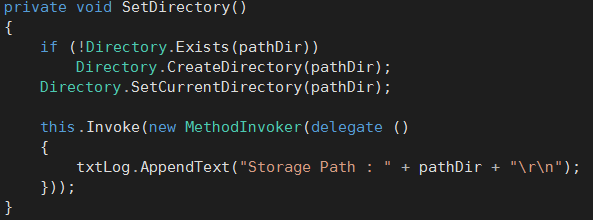 private void SetDirectory()
{
    if (!Directory.Exists(pathDir))
        Directory.CreateDirectory(pathDir);
    Directory.SetCurrentDirectory(pathDir);

    this.Invoke(new MethodInvoker(delegate ()
    {
        txtLog.AppendText("Storage Path : " + pathDir + "\r\n");
    }));
}